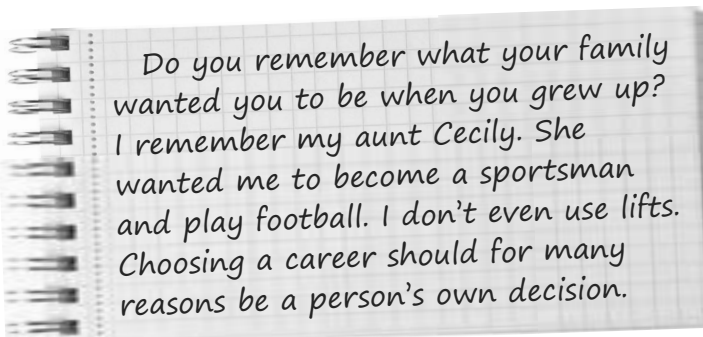 Do you remember what your family
wanted you to be when you grew up?
I remember my aunt Cecily. She
wanted me to become a sportsman
and play football. I don't even use lifts.
Choosing a career should for many
reasons be a person's own decision.